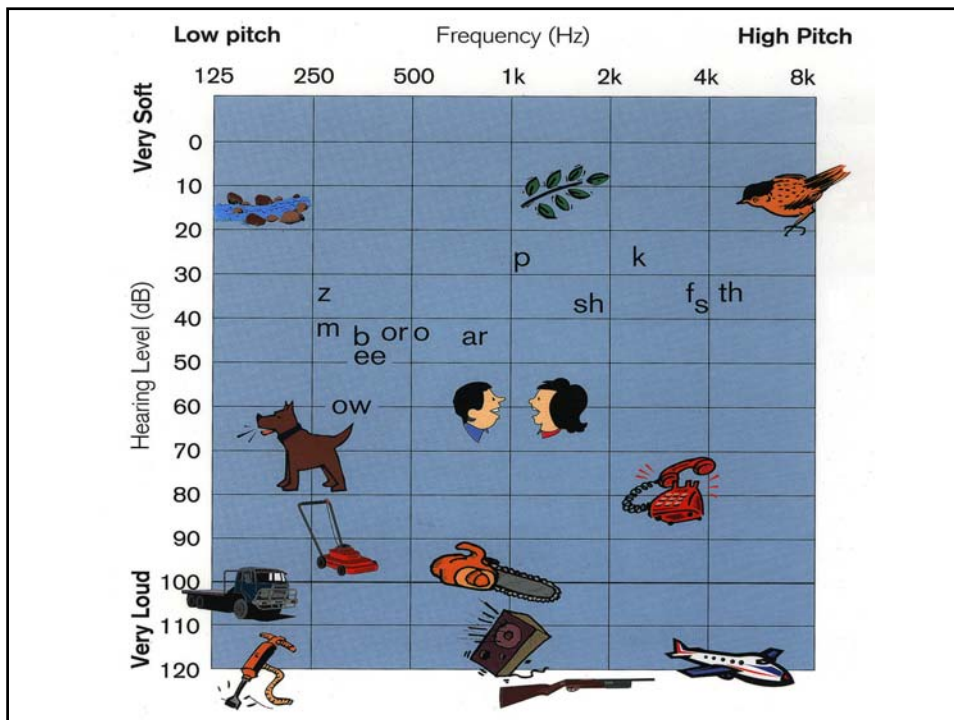 Low pitch Frequency (Hz) High Pitch
125 250 500 1k 2k 4k 8k
Very Soft
Hearing Level (dB)
Very Loud
0
10
20
30
40
50
60
70
80
90
100
110
120
p k
z sh f s th
m b or o ar
ee
ow